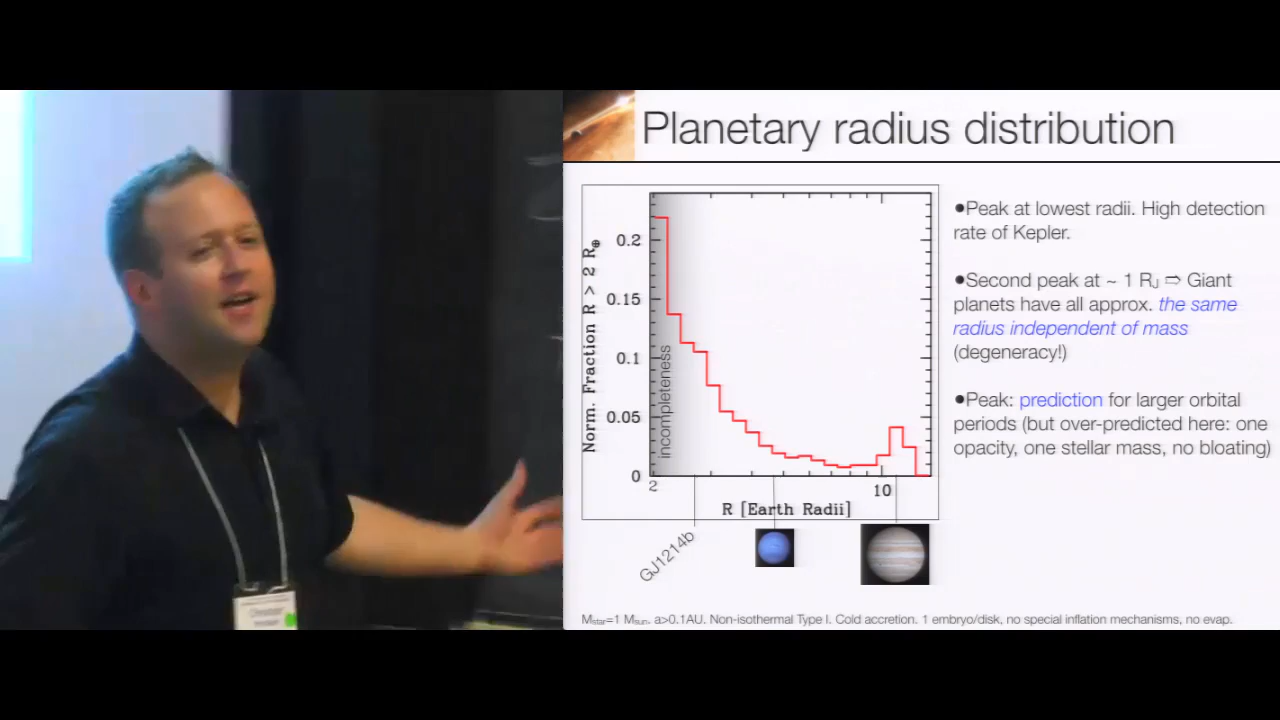 Planetary radius distribution
Norm. Fraction R > 2 R⊕
0.2
0.15
0.1
0.05
0
incompleteness
2
10
R [Earth Radii]
GJ1214b
●Peak at lowest radii. High detection
rate of Kepler.
●Second peak at ~ 1 RJ ⇨ Giant
planets have all approx. the same
radius independent of mass
(degeneracy!)
●Peak: prediction for larger orbital
periods (but over-predicted here: one
opacity, one stellar mass, no bloating)
Mstar=1 Msun, a>0.1AU. Non-isothermal Type I. Cold accretion. 1 embryo/disk, no special inflation mechanisms, no evap.